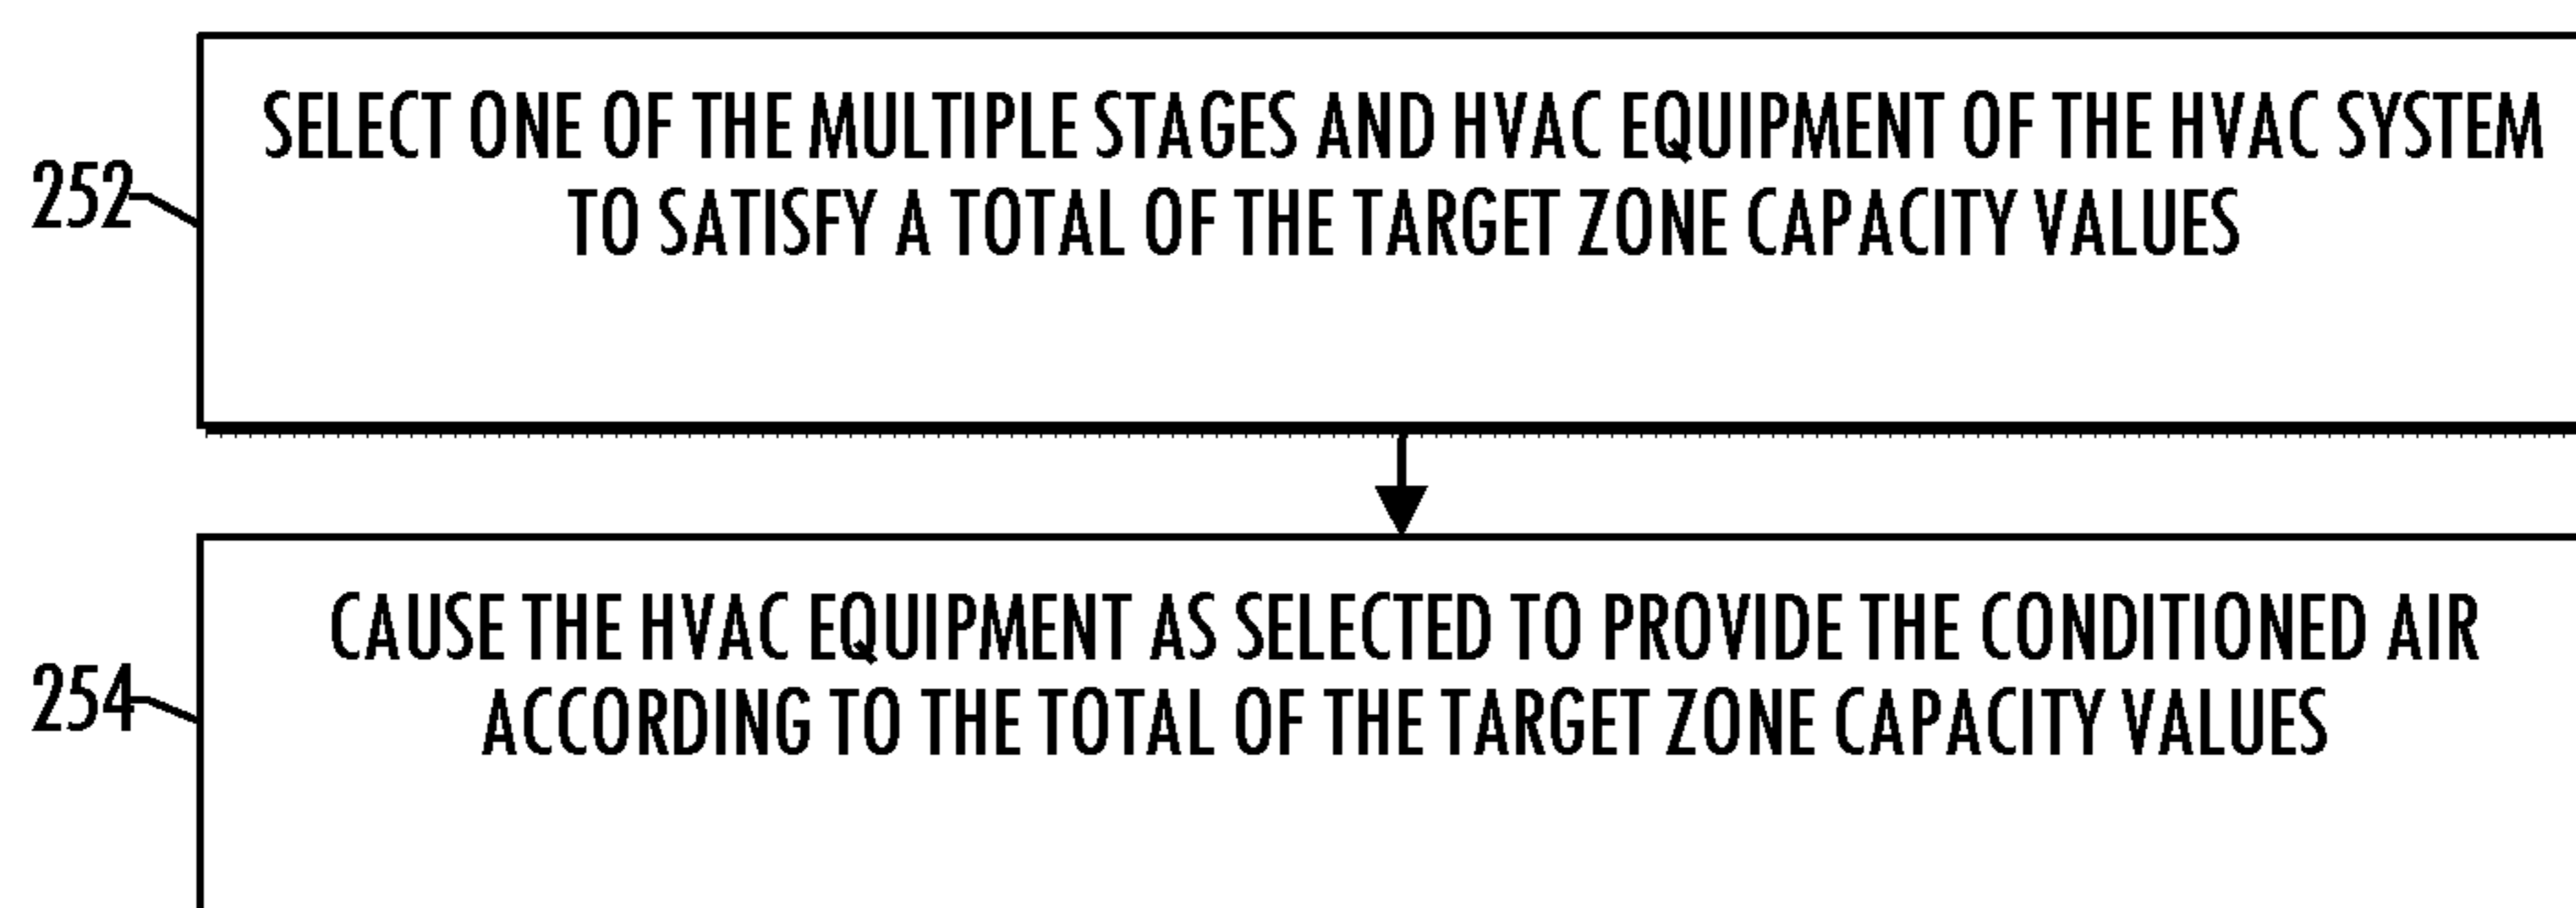 SELECT ONE OF THE MULTIPLE STAGES AND HVAC EQUIPMENT OF THE HVAC SYSTEM
252
TO SATISFY A TOTAL OF THE TARGET ZONE CAPACITY VALUES
CAUSE THE HVAC EQUIPMENT AS SELECTED TO PROVIDE THE CONDITIONED AIR
254
ACCORDING TO THE TOTAL OF THE TARGET ZONE CAPACITY VALUES